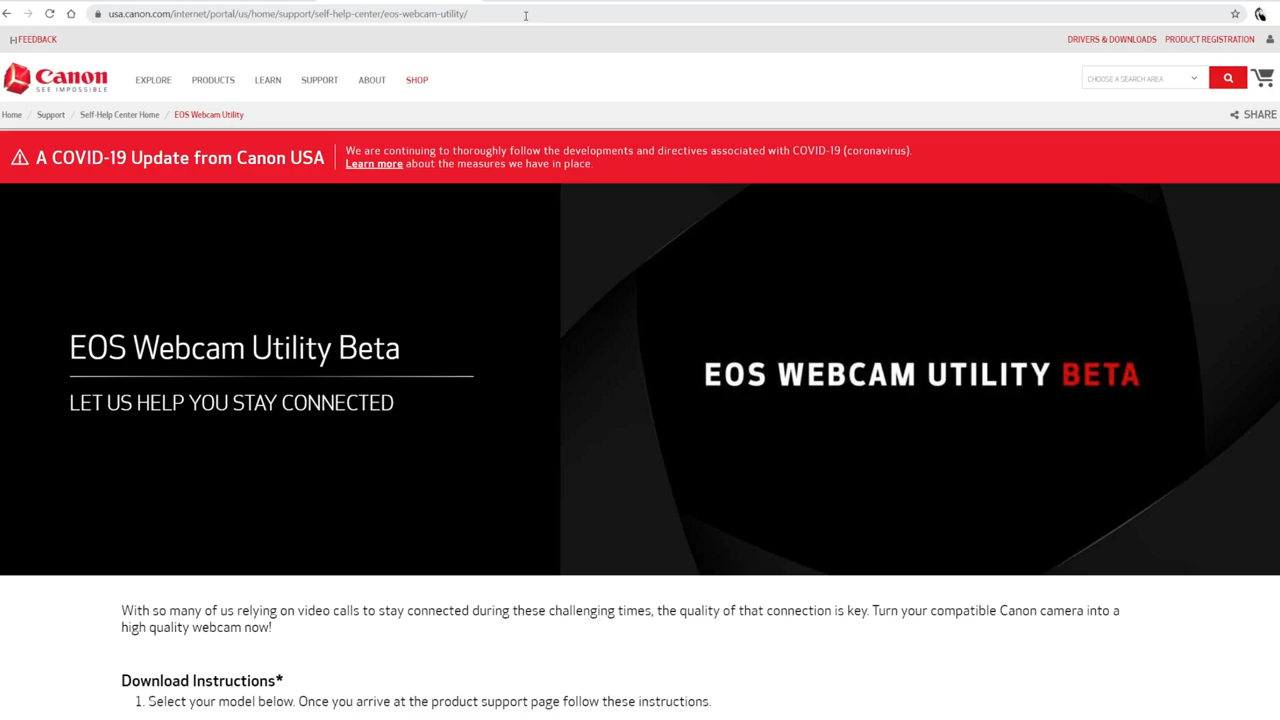 usa.canon.com/internet/portal/us/home/support/self-help-center/eos-webcam-utility/
[-] FEEDBACK
DRIVERS & DOWNLOADS PRODUCT REGISTRATION
Canon
SEE IMPOSSIBLE
EXPLORE PRODUCTS LEARN SUPPORT ABOUT SHOP
CHOOSE A SEARCH AREA
Home / Support / Self-Help Center Home / EOS Webcam Utility
SHARE
A COVID-19 Update from Canon USA
We are continuing to thoroughly follow the developments and directives associated with COVID-19 (coronavirus).
Learn more about the measures we have in place.
EOS Webcam Utility Beta
LET US HELP YOU STAY CONNECTED
EOS WEBCAM UTILITY BETA
With so many of us relying on video calls to stay connected during these challenging times, the quality of that connection is key. Turn your compatible Canon camera into a
high quality webcam now!
Download Instructions*
1. Select your model below. Once you arrive at the product support page follow these instructions.